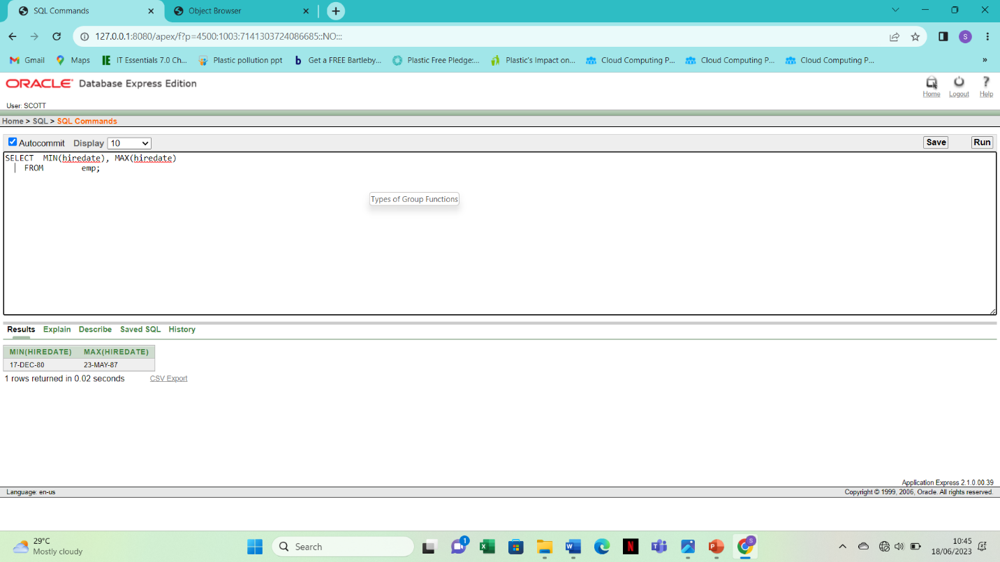 SQL Commands
Object Browser
127.0.0.1:8080/apex/f?p=4500:1003:7141303724086685::NO:::
S
Gmail
Maps
IE IT Essentials 7.0 Ch...
Plastic pollution ppt
b Get a FREE Bartleby...
Plastic Free Pledge:...
Plastic's Impact on...
Cloud Computing P...
Cloud Computing P...
Cloud Computing P...
»
ORACLE Database Express Edition
Home
Logout
? Help
User: SCOTT
Home > SQL > SQL Commands
Autocommit Display 10
Save
Run
SELECT MIN(hiredate), MAX(hiredate)
FROM emp;
Types of Group Functions
Results Explain Describe Saved SQL History
MIN(HIREDATE) MAX(HIREDATE)
17-DEC-80 23-MAY-87
1 rows returned in 0.02 seconds CSV Export
Application Express 2.1.0.00.39
Language: en-us
Copyright © 1999, 2006, Oracle. All rights reserved.
29°C
Mostly cloudy
Search
1
N
S
10:45
18/06/2023